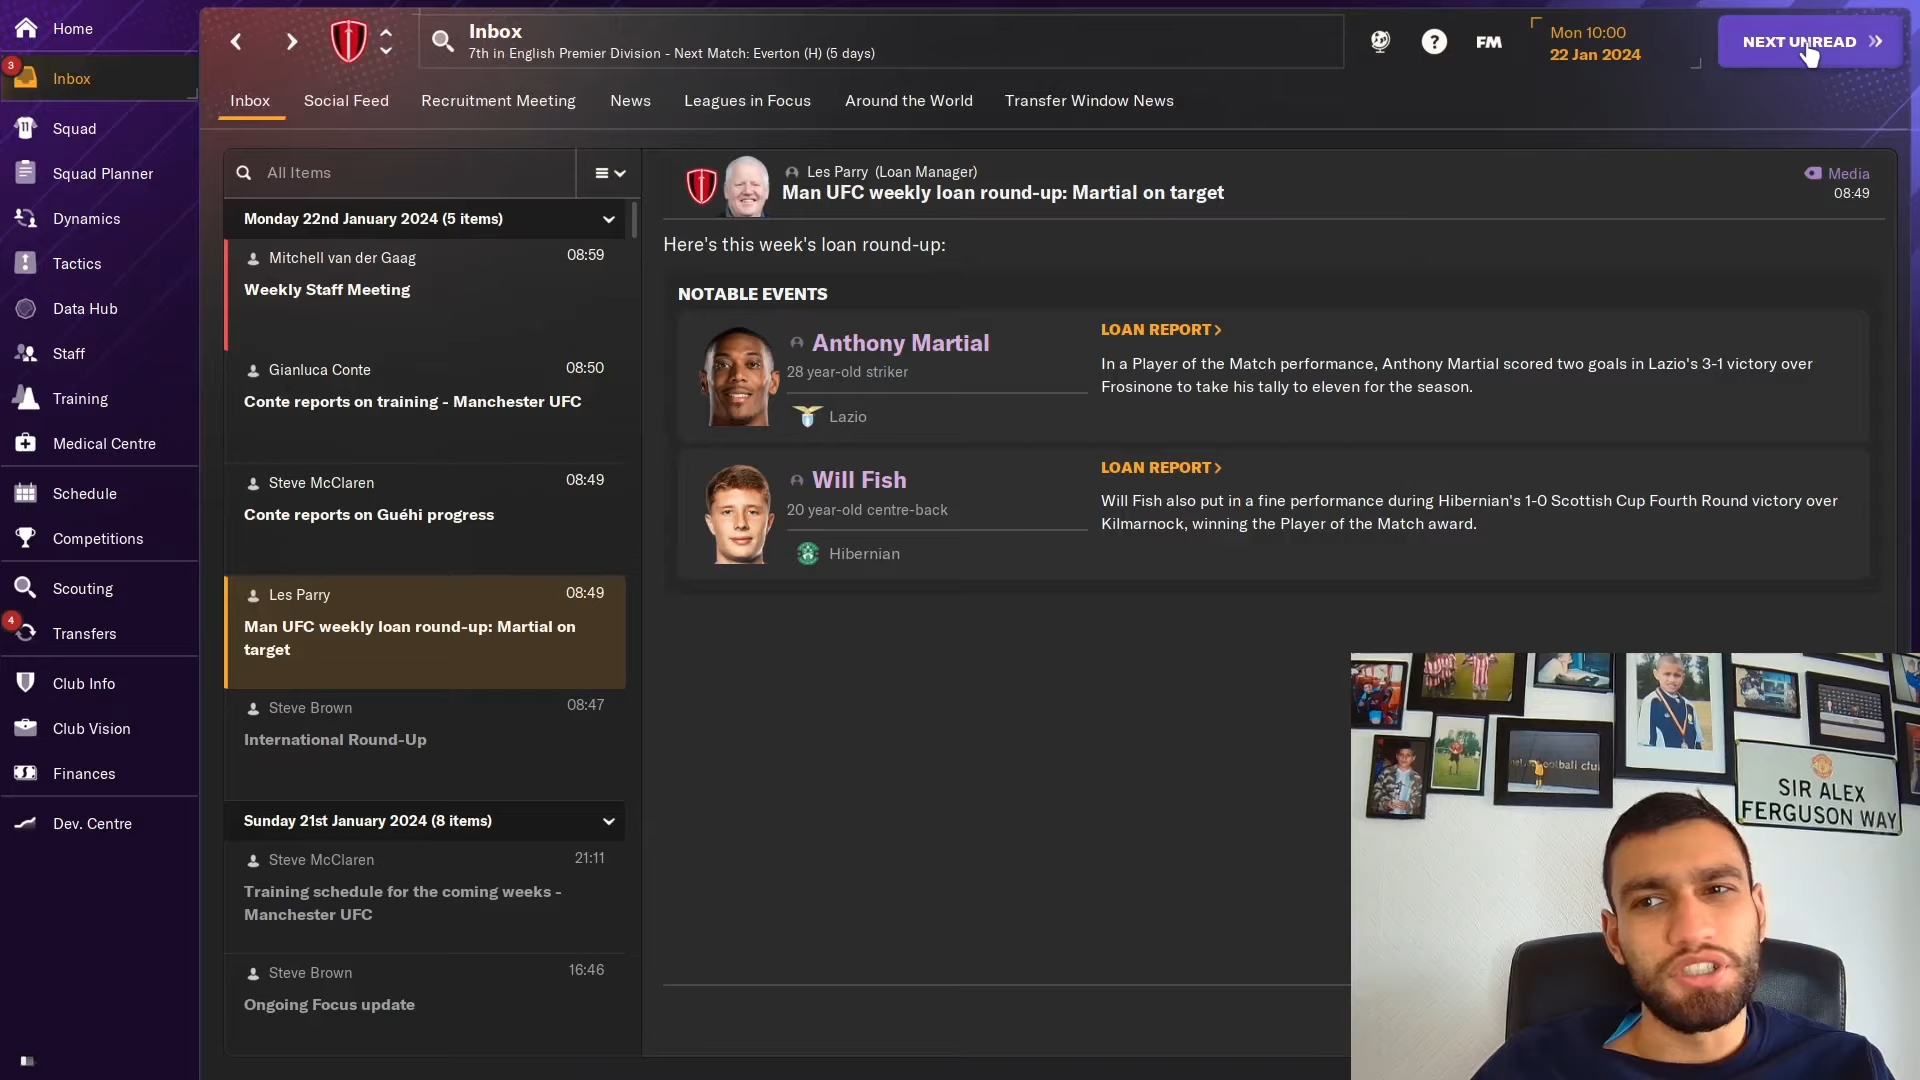 Home
3
Inbox
Squad
Squad Planner
Dynamics
Tactics
Data Hub
Staff
Training
Medical Centre
Schedule
Competitions
Scouting
4
Transfers
Club Info
Club Vision
Finances
Dev. Centre
Inbox
7th in English Premier Division - Next Match: Everton (H) (5 days)
?
FM
Mon 10:00
22 Jan 2024
NEXT UNREAD
Inbox
Social Feed
Recruitment Meeting
News
Leagues in Focus
Around the World
Transfer Window News
All Items
Monday 22nd January 2024 (5 items)
Mitchell van der Gaag
08:59
Weekly Staff Meeting
Gianluca Conte
08:50
Conte reports on training - Manchester UFC
Steve McClaren
08:49
Conte reports on Guéhi progress
Les Parry
08:49
Man UFC weekly loan round-up: Martial on
target
Steve Brown
08:47
International Round-Up
Sunday 21st January 2024 (8 items)
Steve McClaren
21:11
Training schedule for the coming weeks -
Manchester UFC
Steve Brown
16:46
Ongoing Focus update
Les Parry (Loan Manager)
Man UFC weekly loan round-up: Martial on target
Media
08:49
Here's this week's loan round-up:
NOTABLE EVENTS
Anthony Martial
28 year-old striker
Lazio
LOAN REPORT
In a Player of the Match performance, Anthony Martial scored two goals in Lazio's 3-1 victory over
Frosinone to take his tally to eleven for the season.
Will Fish
20 year-old centre-back
Hibernian
LOAN REPORT
Will Fish also put in a fine performance during Hibernian's 1-0 Scottish Cup Fourth Round victory over
Kilmarnock, winning the Player of the Match award.
SIR ALEX
FERGUSON WAY